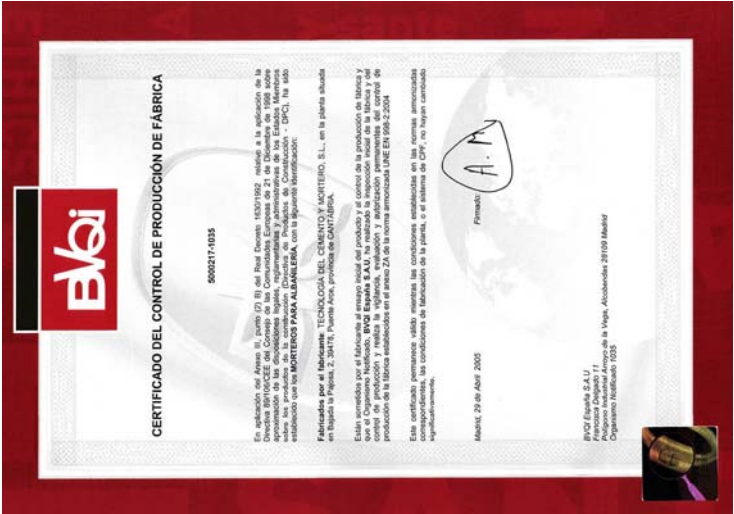 BVQi
CERTIFICADO DEL CONTROL DE PRODUCCIÓN DE FÁBRICA
5000217-1035
En aplicación del Anexo III, punto (2) B) del Real Decreto 1630/1992 relativo a la aplicación de la
Directiva 89/106/CEE del Consejo de las Comunidades Europeas de 21 de Diciembre de 1998 sobre
aproximación de las disposiciones legales, reglamentarias y administrativas de los Estados Miembros
sobre los productos de la construcción (Directiva de Productos de Construcción - DPC), ha sido
establecido que los MORTEROS PARA ALBAÑILERÍA, con la siguiente identificación:
Fabricados por el fabricante: TECNOLOGÍA DEL CEMENTO Y MORTERO, S.L., en la planta situada
en Bajada la Pajosa, 2, 39478, Puente Arce, provincia de CANTABRIA.
Están sometidos por el fabricante al ensayo inicial del producto y al control de la producción de fábrica y
que el Organismo Notificado, BVQI España S.A.U, ha realizado la inspección inicial de la fábrica y del
control de producción y realiza la vigilancia, evaluación y autorización permanentes del control de
producción de la fábrica establecidos en el anexo ZA de la norma armonizada UNE EN 998-2:2004
Este certificado permanece válido mientras las condiciones establecidas en las normas armonizadas
correspondientes, las condiciones de fabricación de la planta, o el sistema de CPF, no hayan cambiado
significativamente,
Madrid, 29 de Abril 2005
Firmado:
A. M.
BVQI España S.A.U
Francisca Delgado 11
Polígono Industrial Arroyo de la Vega, Alcobendas 28109 Madrid
Organismo Notificado 1035